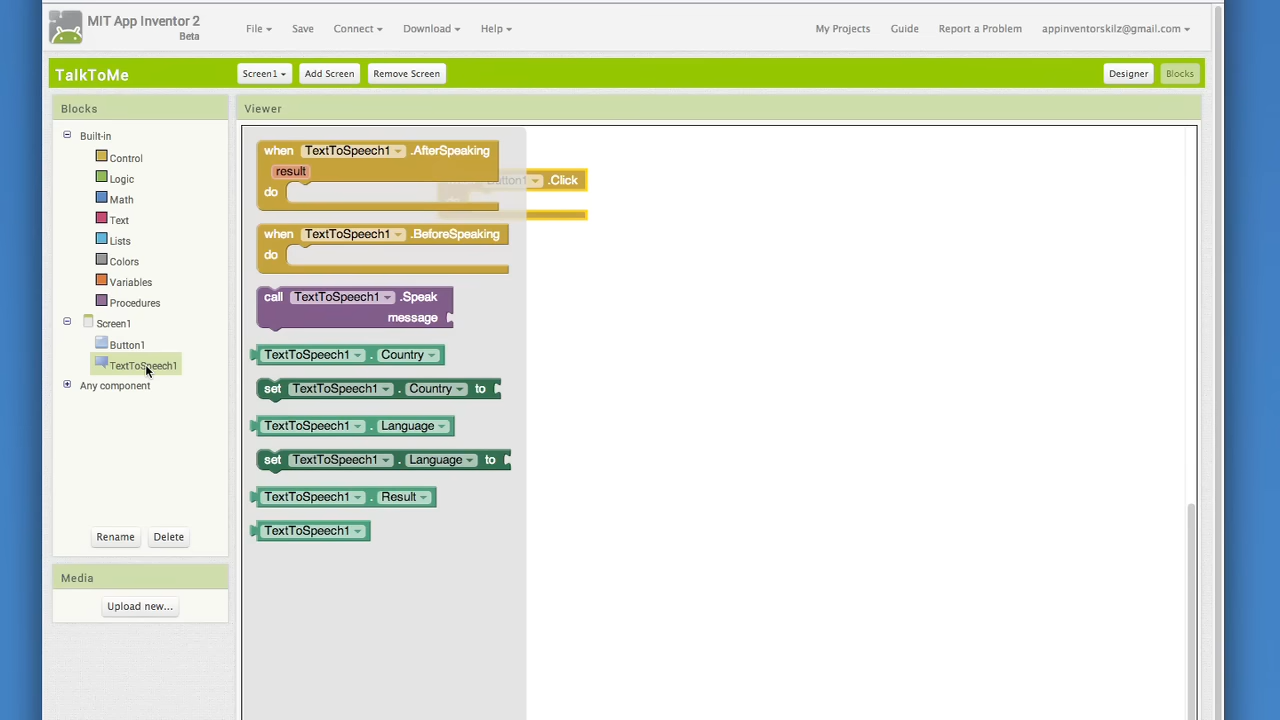 MIT App Inventor 2
Beta
File Save Connect Download Help
My Projects Guide Report a Problem appinventorskilz@gmail.com
TalkToMe
Screen1 Add Screen Remove Screen
Designer Blocks
Blocks
Viewer
Built-in
Control
Logic
Math
Text
Lists
Colors
Variables
Procedures
Screen1
Button1
TextToSpeech1
Any component
Rename Delete
Media
Upload new...
when TextToSpeech1 .AfterSpeaking
result
do
Button1 .Click
when TextToSpeech1 .BeforeSpeaking
do
call TextToSpeech1 .Speak
message
TextToSpeech1 . Country
set TextToSpeech1 . Country to
TextToSpeech1 . Language
set TextToSpeech1 . Language to
TextToSpeech1 . Result
TextToSpeech1